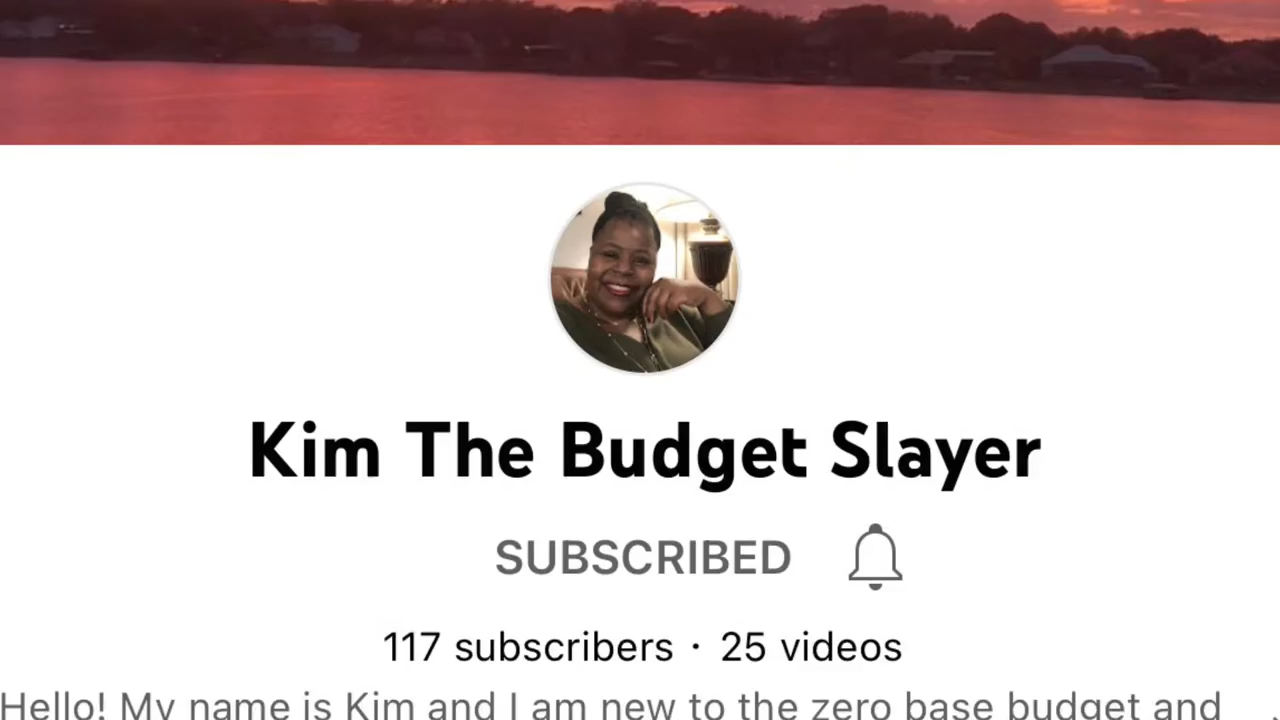 Kim The Budget Slayer
SUBSCRIBED
117 subscribers · 25 videos
Hello! My name is Kim and I am new to the zero base budget and